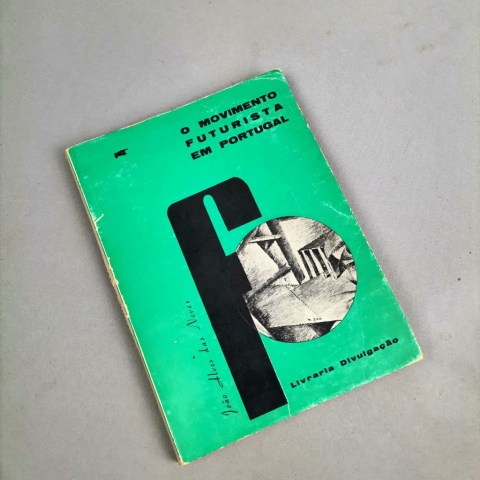 O MOVIMENTO
FUTURISTA
EM PORTUGAL
f
João Alves das Neves
Livraria Divulgação